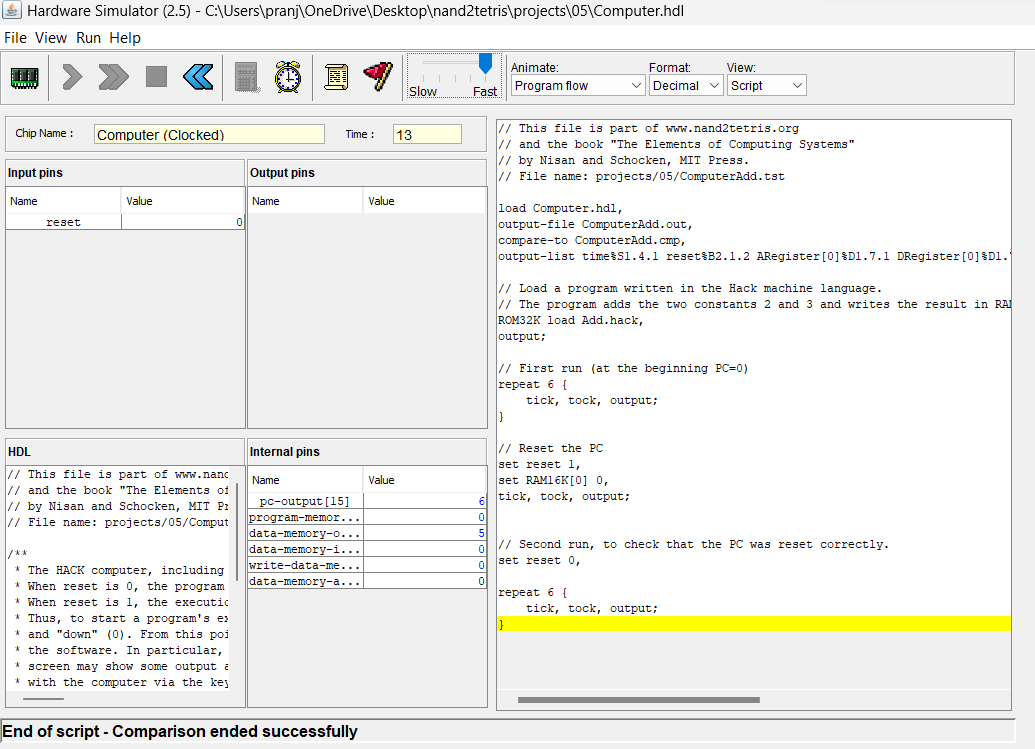 Hardware Simulator (2.5) - C:\Users\pranj\OneDrive\Desktop\nand2tetris\projects\05\Computer.hdl
File View Run Help
Slow Fast
Animate:
Program flow
Format:
Decimal
View:
Script
Chip Name :
Computer (Clocked)
Time :
13
Input pins
Name Value
reset 0
Output pins
Name Value
HDL
// This file is part of www.nand
// and the book "The Elements of
// by Nisan and Schocken, MIT Pr
// File name: projects/05/Comput
/**
* The HACK computer, including
* When reset is 0, the program
* When reset is 1, the executio
* Thus, to start a program's ex
* and "down" (0). From this poi
* the software. In particular,
* screen may show some output a
* with the computer via the key
Internal pins
Name Value
pc-output[15] 6
program-memor... 0
data-memory-o... 5
data-memory-i... 0
write-data-me... 0
data-memory-a... 0
// This file is part of www.nand2tetris.org
// and the book "The Elements of Computing Systems"
// by Nisan and Schocken, MIT Press.
// File name: projects/05/ComputerAdd.tst
load Computer.hdl,
output-file ComputerAdd.out,
compare-to ComputerAdd.cmp,
output-list time%S1.4.1 reset%B2.1.2 ARegister[0]%D1.7.1 DRegister[0]%D1.
// Load a program written in the Hack machine language.
// The program adds the two constants 2 and 3 and writes the result in RA
ROM32K load Add.hack,
output;
// First run (at the beginning PC=0)
repeat 6 {
tick, tock, output;
}
// Reset the PC
set reset 1,
set RAM16K[0] 0,
tick, tock, output;
// Second run, to check that the PC was reset correctly.
set reset 0,
repeat 6 {
tick, tock, output;
}
End of script - Comparison ended successfully